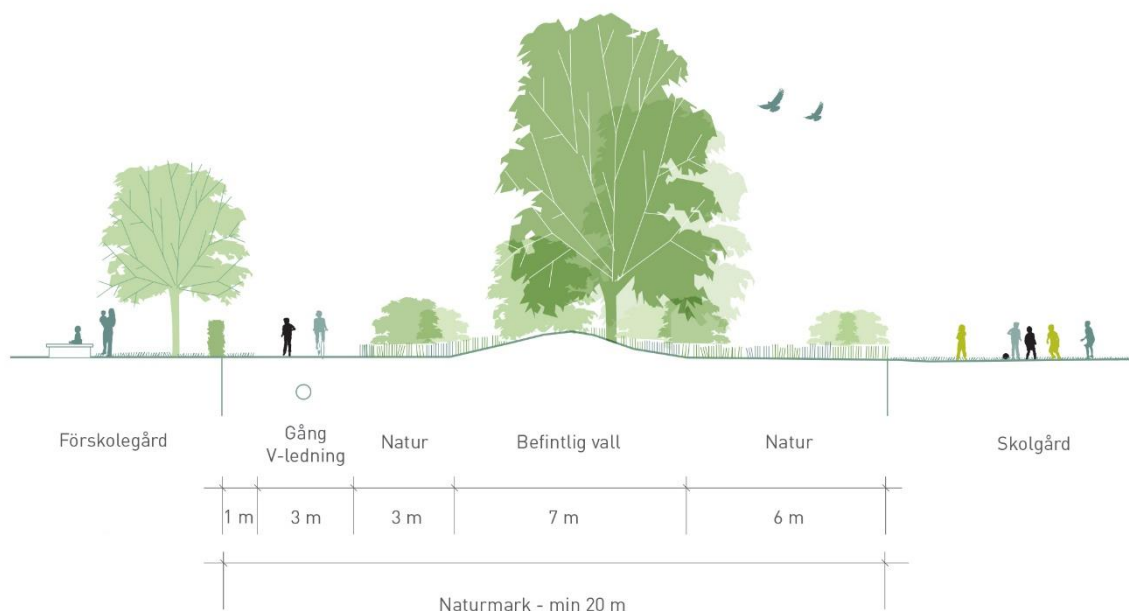 Förskolegård
Gång
V-ledning
Natur
Befintlig vall
Natur
Skolgård
1 m
3 m
3 m
7 m
6 m
Naturmark - min 20 m